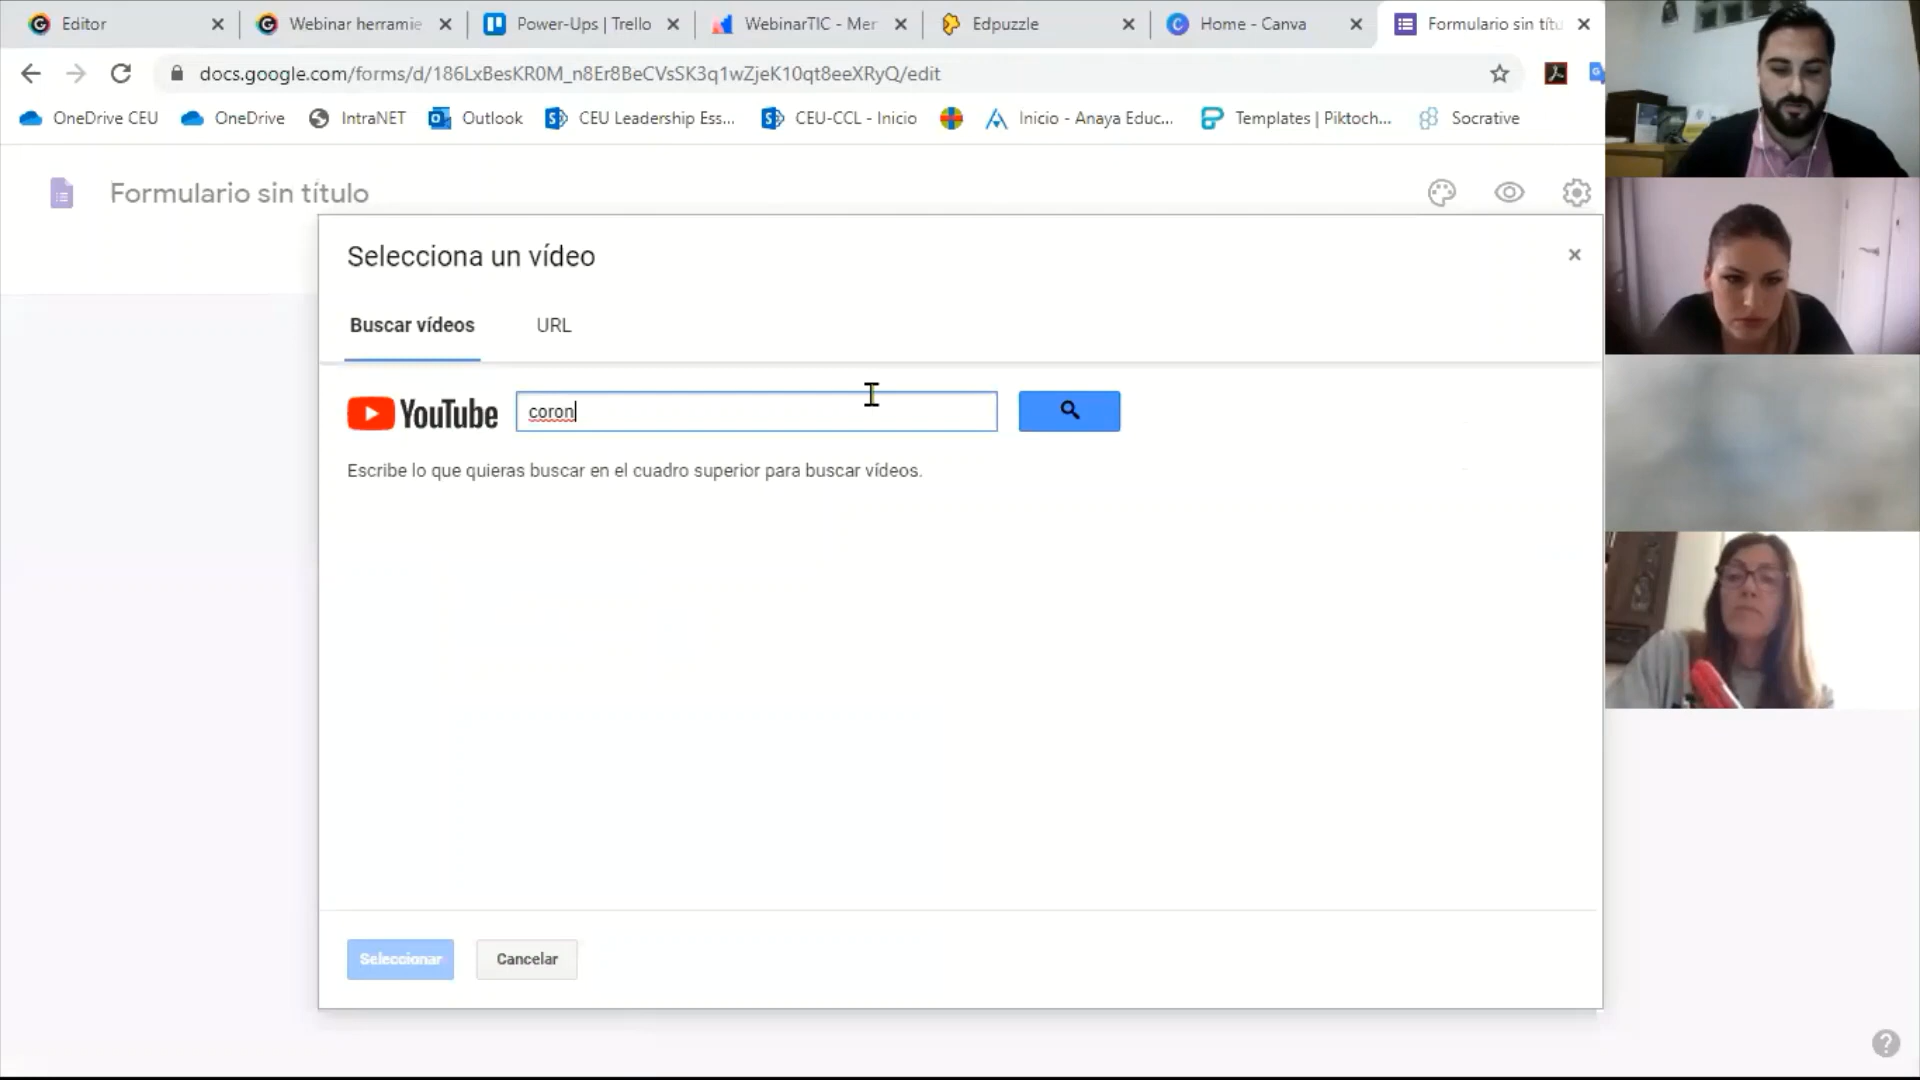 Editor
Webinar herramie
Power-Ups | Trello
WebinarTIC - Mer
Edpuzzle
Home - Canva
Formulario sin títu
docs.google.com/forms/d/186LxBesKR0M_n8Er8BeCVsSK3q1wZjeK10qt8eeXRyQ/edit
OneDrive CEU
OneDrive
IntraNET
Outlook
CEU Leadership Ess...
CEU-CCL - Inicio
Inicio - Anaya Educ...
Templates | Piktoch...
Socrative
Formulario sin título
Selecciona un vídeo
Buscar vídeos
URL
YouTube
coron
Escribe lo que quieras buscar en el cuadro superior para buscar vídeos.
Seleccionar
Cancelar